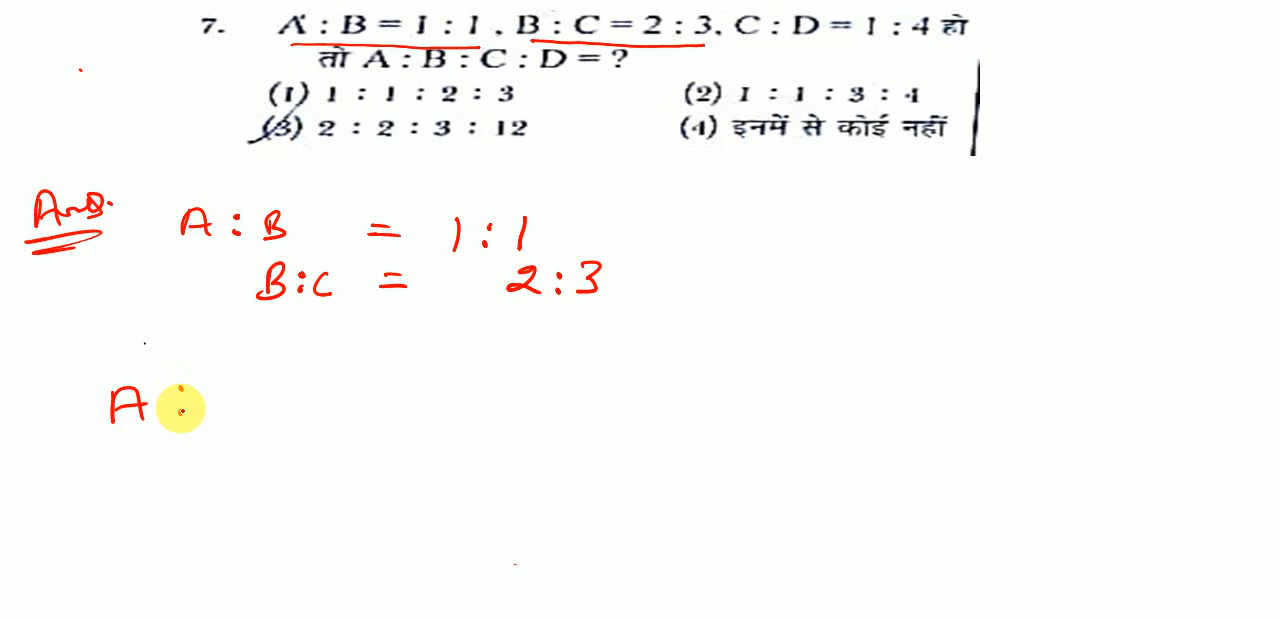 7. A : B = 1 : 1 , B : C = 2 : 3, C : D = 1 : 4 हो
तो A : B : C : D = ?
(1) 1 : 1 : 2 : 3 (2) 1 : 1 : 3 : 4
(3) 2 : 2 : 3 : 12 (4) इनमें से कोई नहीं
Ans. A : B = 1 : 1
B : C = 2 : 3
A :